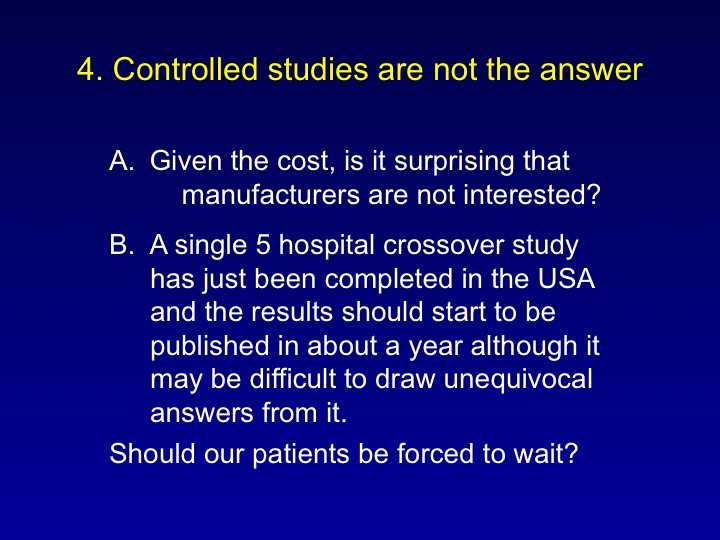 4. Controlled studies are not the answer
A. Given the cost, is it surprising that
manufacturers are not interested?
B. A single 5 hospital crossover study
has just been completed in the USA
and the results should start to be
published in about a year although it
may be difficult to draw unequivocal
answers from it.
Should our patients be forced to wait?